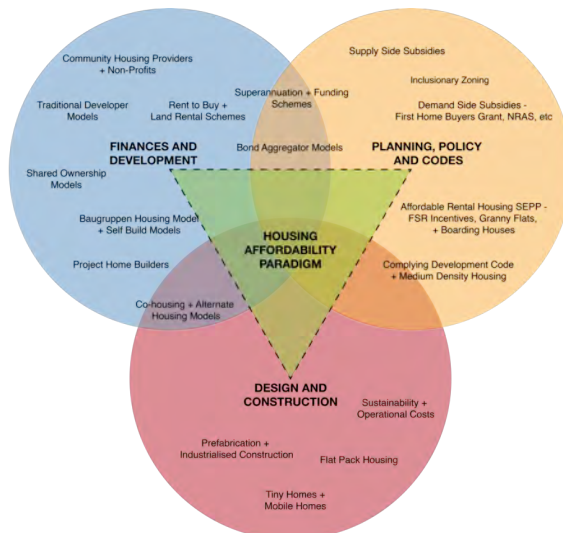 Community Housing Providers
+ Non-Profits
Traditional Developer
Models
Rent to Buy +
Land Rental Schemes
FINANCES AND
DEVELOPMENT
Shared Ownership
Models
Baugruppen Housing Model
+ Self Build Models
Project Home Builders
Co-housing + Alternate
Housing Models
Superannuation + Funding
Schemes
Bond Aggregator Models
Supply Side Subsidies
Inclusionary Zoning
Demand Side Subsidies -
First Home Buyers Grant, NRAS, etc
PLANNING, POLICY
AND CODES
Affordable Rental Housing SEPP -
FSR Incentives, Granny Flats,
+ Boarding Houses
Complying Development Code
+ Medium Density Housing
HOUSING
AFFORDABILITY
PARADIGM
DESIGN AND
CONSTRUCTION
Sustainability +
Operational Costs
Prefabrication +
Industrialised Construction
Flat Pack Housing
Tiny Homes +
Mobile Homes